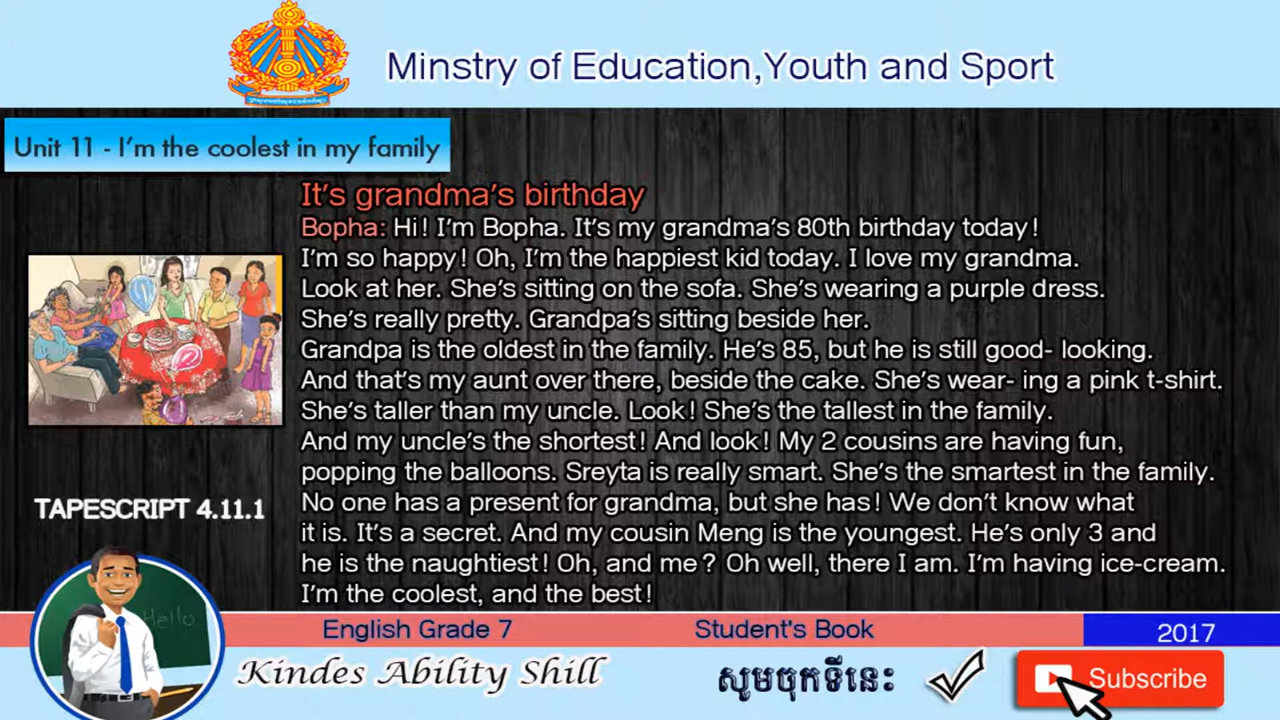 Minstry of Education,Youth and Sport
Unit 11 - I'm the coolest in my family
It's grandma's birthday
Bopha: Hi! I'm Bopha. It's my grandma's 80th birthday today!
I'm so happy! Oh, I'm the happiest kid today. I love my grandma.
Look at her. She's sitting on the sofa. She's wearing a purple dress.
She's really pretty. Grandpa's sitting beside her.
Grandpa is the oldest in the family. He's 85, but he is still good- looking.
And that's my aunt over there, beside the cake. She's wear- ing a pink t-shirt.
She's taller than my uncle. Look! She's the tallest in the family.
And my uncle's the shortest! And look! My 2 cousins are having fun,
popping the balloons. Sreyta is really smart. She's the smartest in the family.
No one has a present for grandma, but she has! We don't know what
it is. It's a secret. And my cousin Meng is the youngest. He's only 3 and
he is the naughtiest! Oh, and me? Oh well, there I am. I'm having ice-cream.
I'm the coolest, and the best!
TAPESCRIPT 4.11.1
Hello
English Grade 7
Student's Book
2017
Kindes Ability Shill
សូមចុកទីនេះ
Subscribe